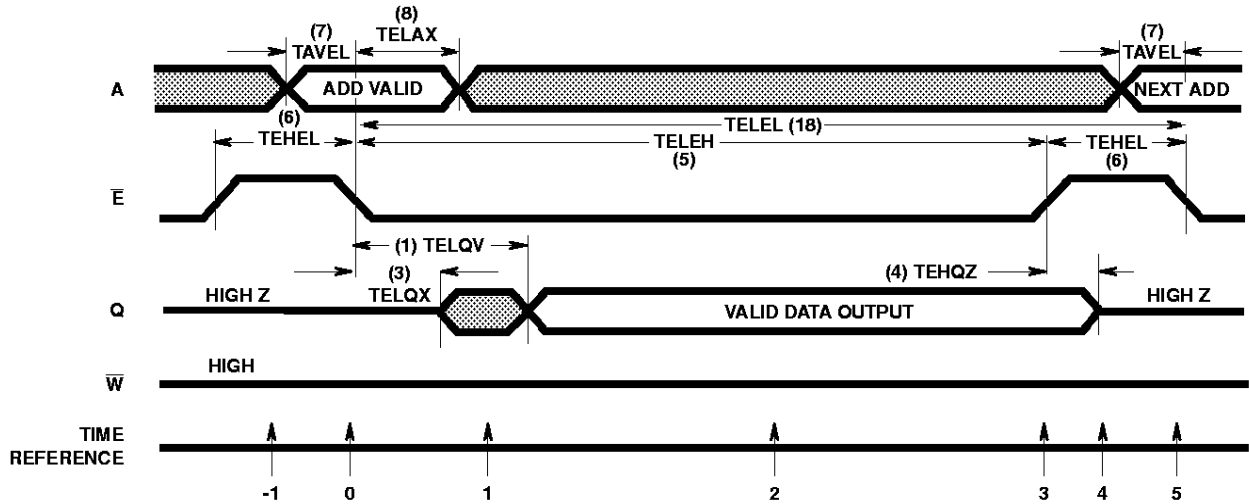 (8)
(7) TELAX (7)
TAVEL TAVEL
A ADD VALID NEXT ADD
(6) TELEL (18)
TEHEL TELEH TEHEL
(5) (6)
E̅
(1) TELQV
(3) (4) TEHQZ
HIGH Z TELQX HIGH Z
Q VALID DATA OUTPUT
HIGH
W̅
TIME
REFERENCE
-1 0 1 2 3 4 5